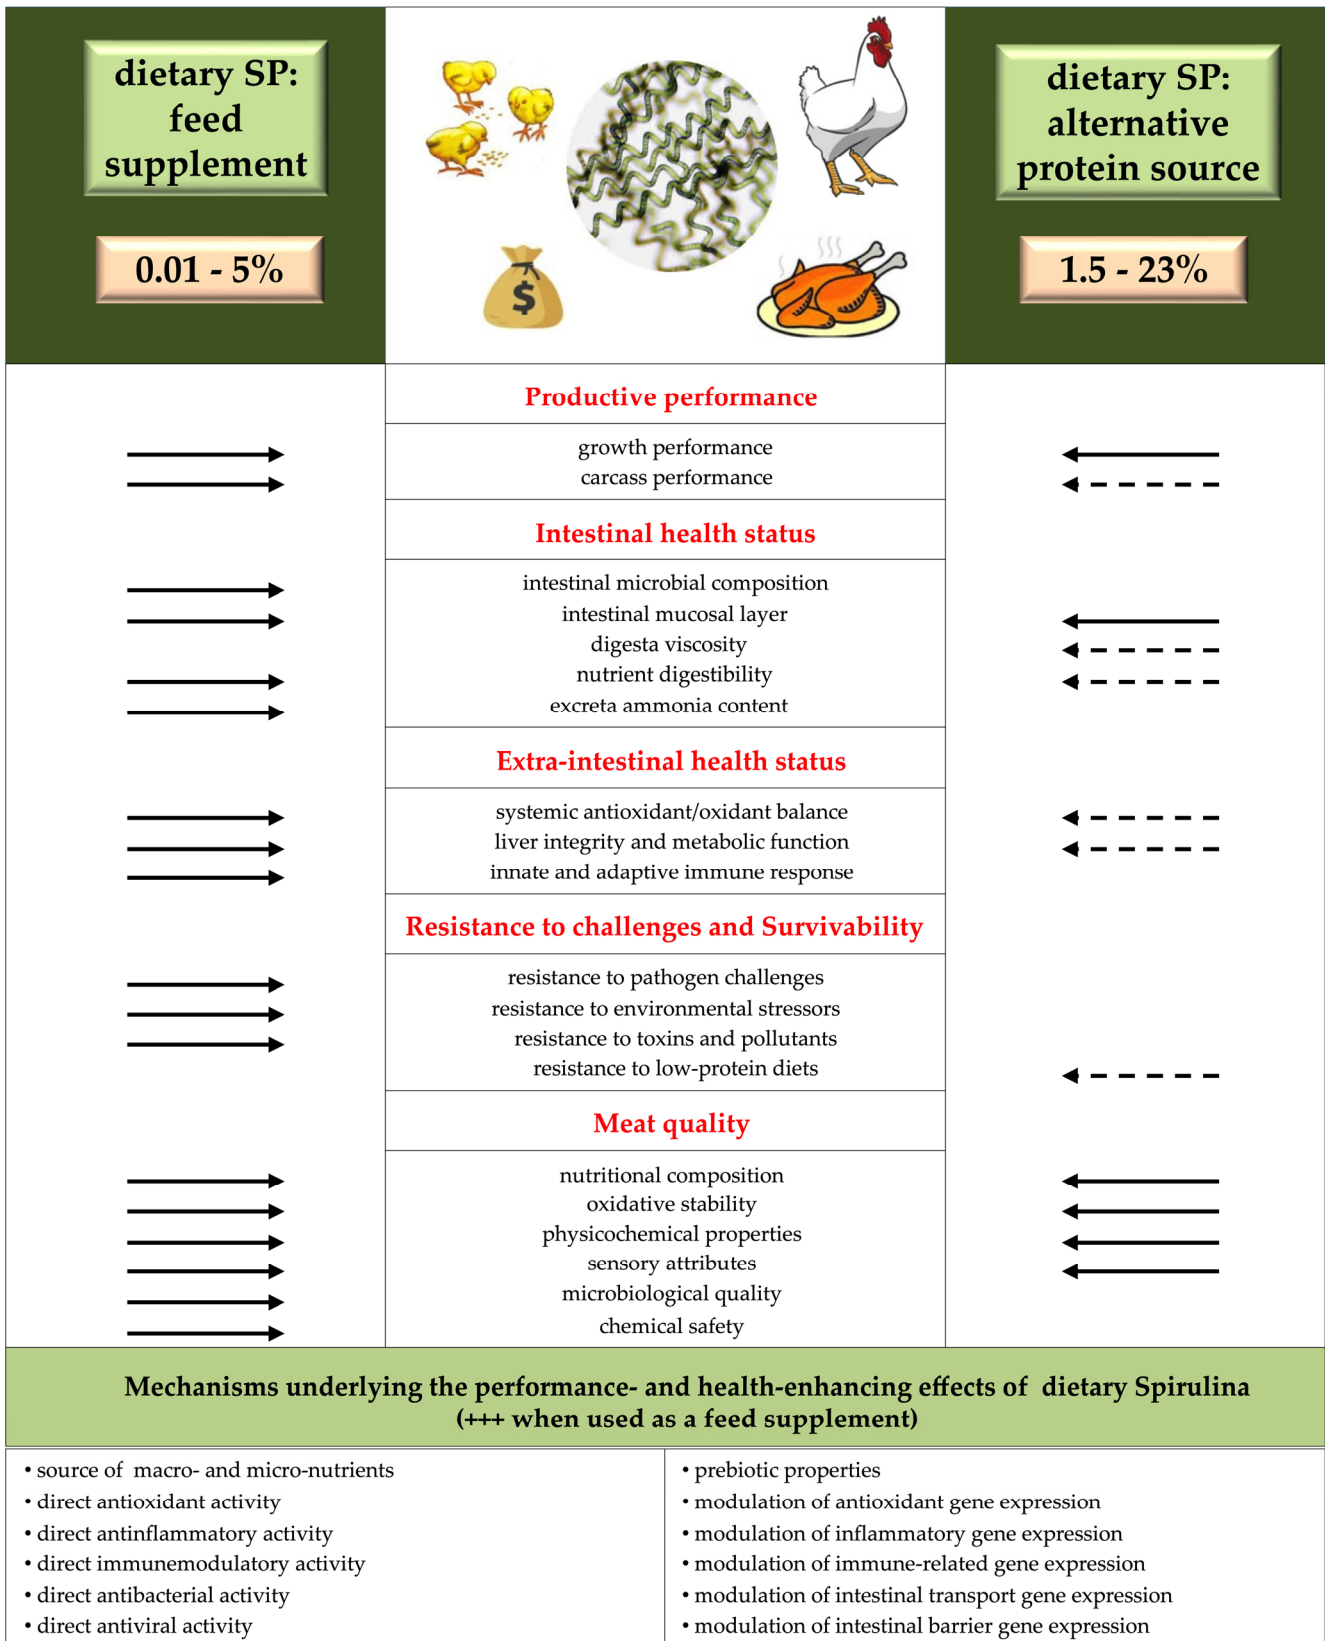 dietary SP:
feed
supplement
0.01 - 5%
$
dietary SP:
alternative
protein source
1.5 - 23%
Productive performance
growth performance
carcass performance
Intestinal health status
intestinal microbial composition
intestinal mucosal layer
digesta viscosity
nutrient digestibility
excreta ammonia content
Extra-intestinal health status
systemic antioxidant/oxidant balance
liver integrity and metabolic function
innate and adaptive immune response
Resistance to challenges and Survivability
resistance to pathogen challenges
resistance to environmental stressors
resistance to toxins and pollutants
resistance to low-protein diets
Meat quality
nutritional composition
oxidative stability
physicochemical properties
sensory attributes
microbiological quality
chemical safety
Mechanisms underlying the performance- and health-enhancing effects of dietary Spirulina
(+++ when used as a feed supplement)
• source of macro- and micro-nutrients
• direct antioxidant activity
• direct antinflammatory activity
• direct immunemodulatory activity
• direct antibacterial activity
• direct antiviral activity
• prebiotic properties
• modulation of antioxidant gene expression
• modulation of inflammatory gene expression
• modulation of immune-related gene expression
• modulation of intestinal transport gene expression
• modulation of intestinal barrier gene expression